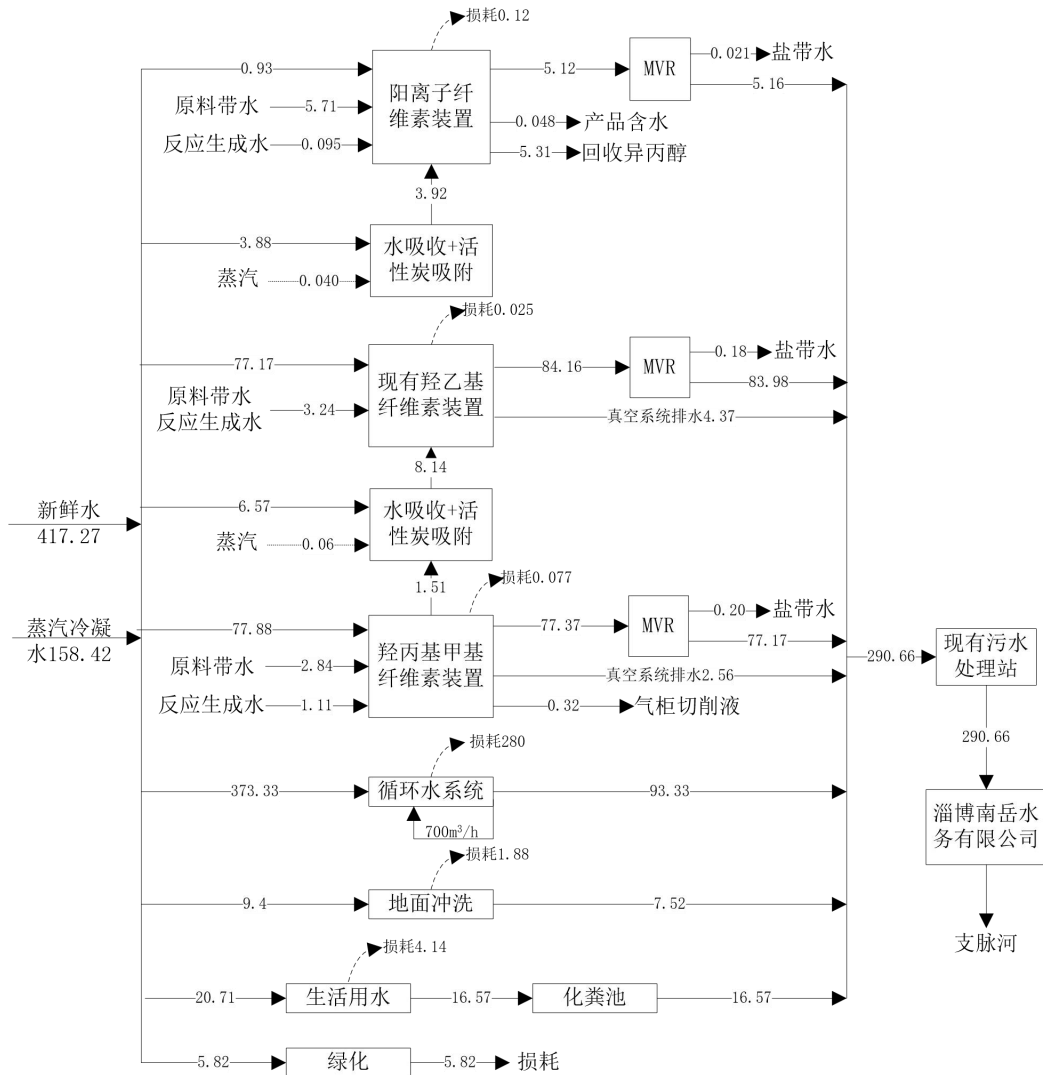 损耗0.12
0.93
原料带水
5.71
反应生成水
0.095
阳离子纤
维素装置
5.12
MVR
0.021
盐带水
5.16
0.048
产品含水
5.31
回收异丙醇
3.92
3.88
蒸汽
0.040
水吸收+活
性炭吸附
损耗0.025
77.17
原料带水
反应生成水
3.24
现有羟乙基
纤维素装置
84.16
MVR
0.18
盐带水
83.98
真空系统排水4.37
8.14
新鲜水
417.27
6.57
蒸汽
0.06
水吸收+活
性炭吸附
1.51
损耗0.077
蒸汽冷凝
水158.42
77.88
原料带水
2.84
反应生成水
1.11
羟丙基甲基
纤维素装置
77.37
MVR
0.20
盐带水
77.17
真空系统排水2.56
0.32
气柜切削液
290.66
现有污水
处理站
290.66
淄博南岳水
务有限公司
支脉河
损耗280
373.33
循环水系统
93.33
700m³/h
损耗1.88
9.4
地面冲洗
7.52
损耗4.14
20.71
生活用水
16.57
化粪池
16.57
5.82
绿化
5.82
损耗